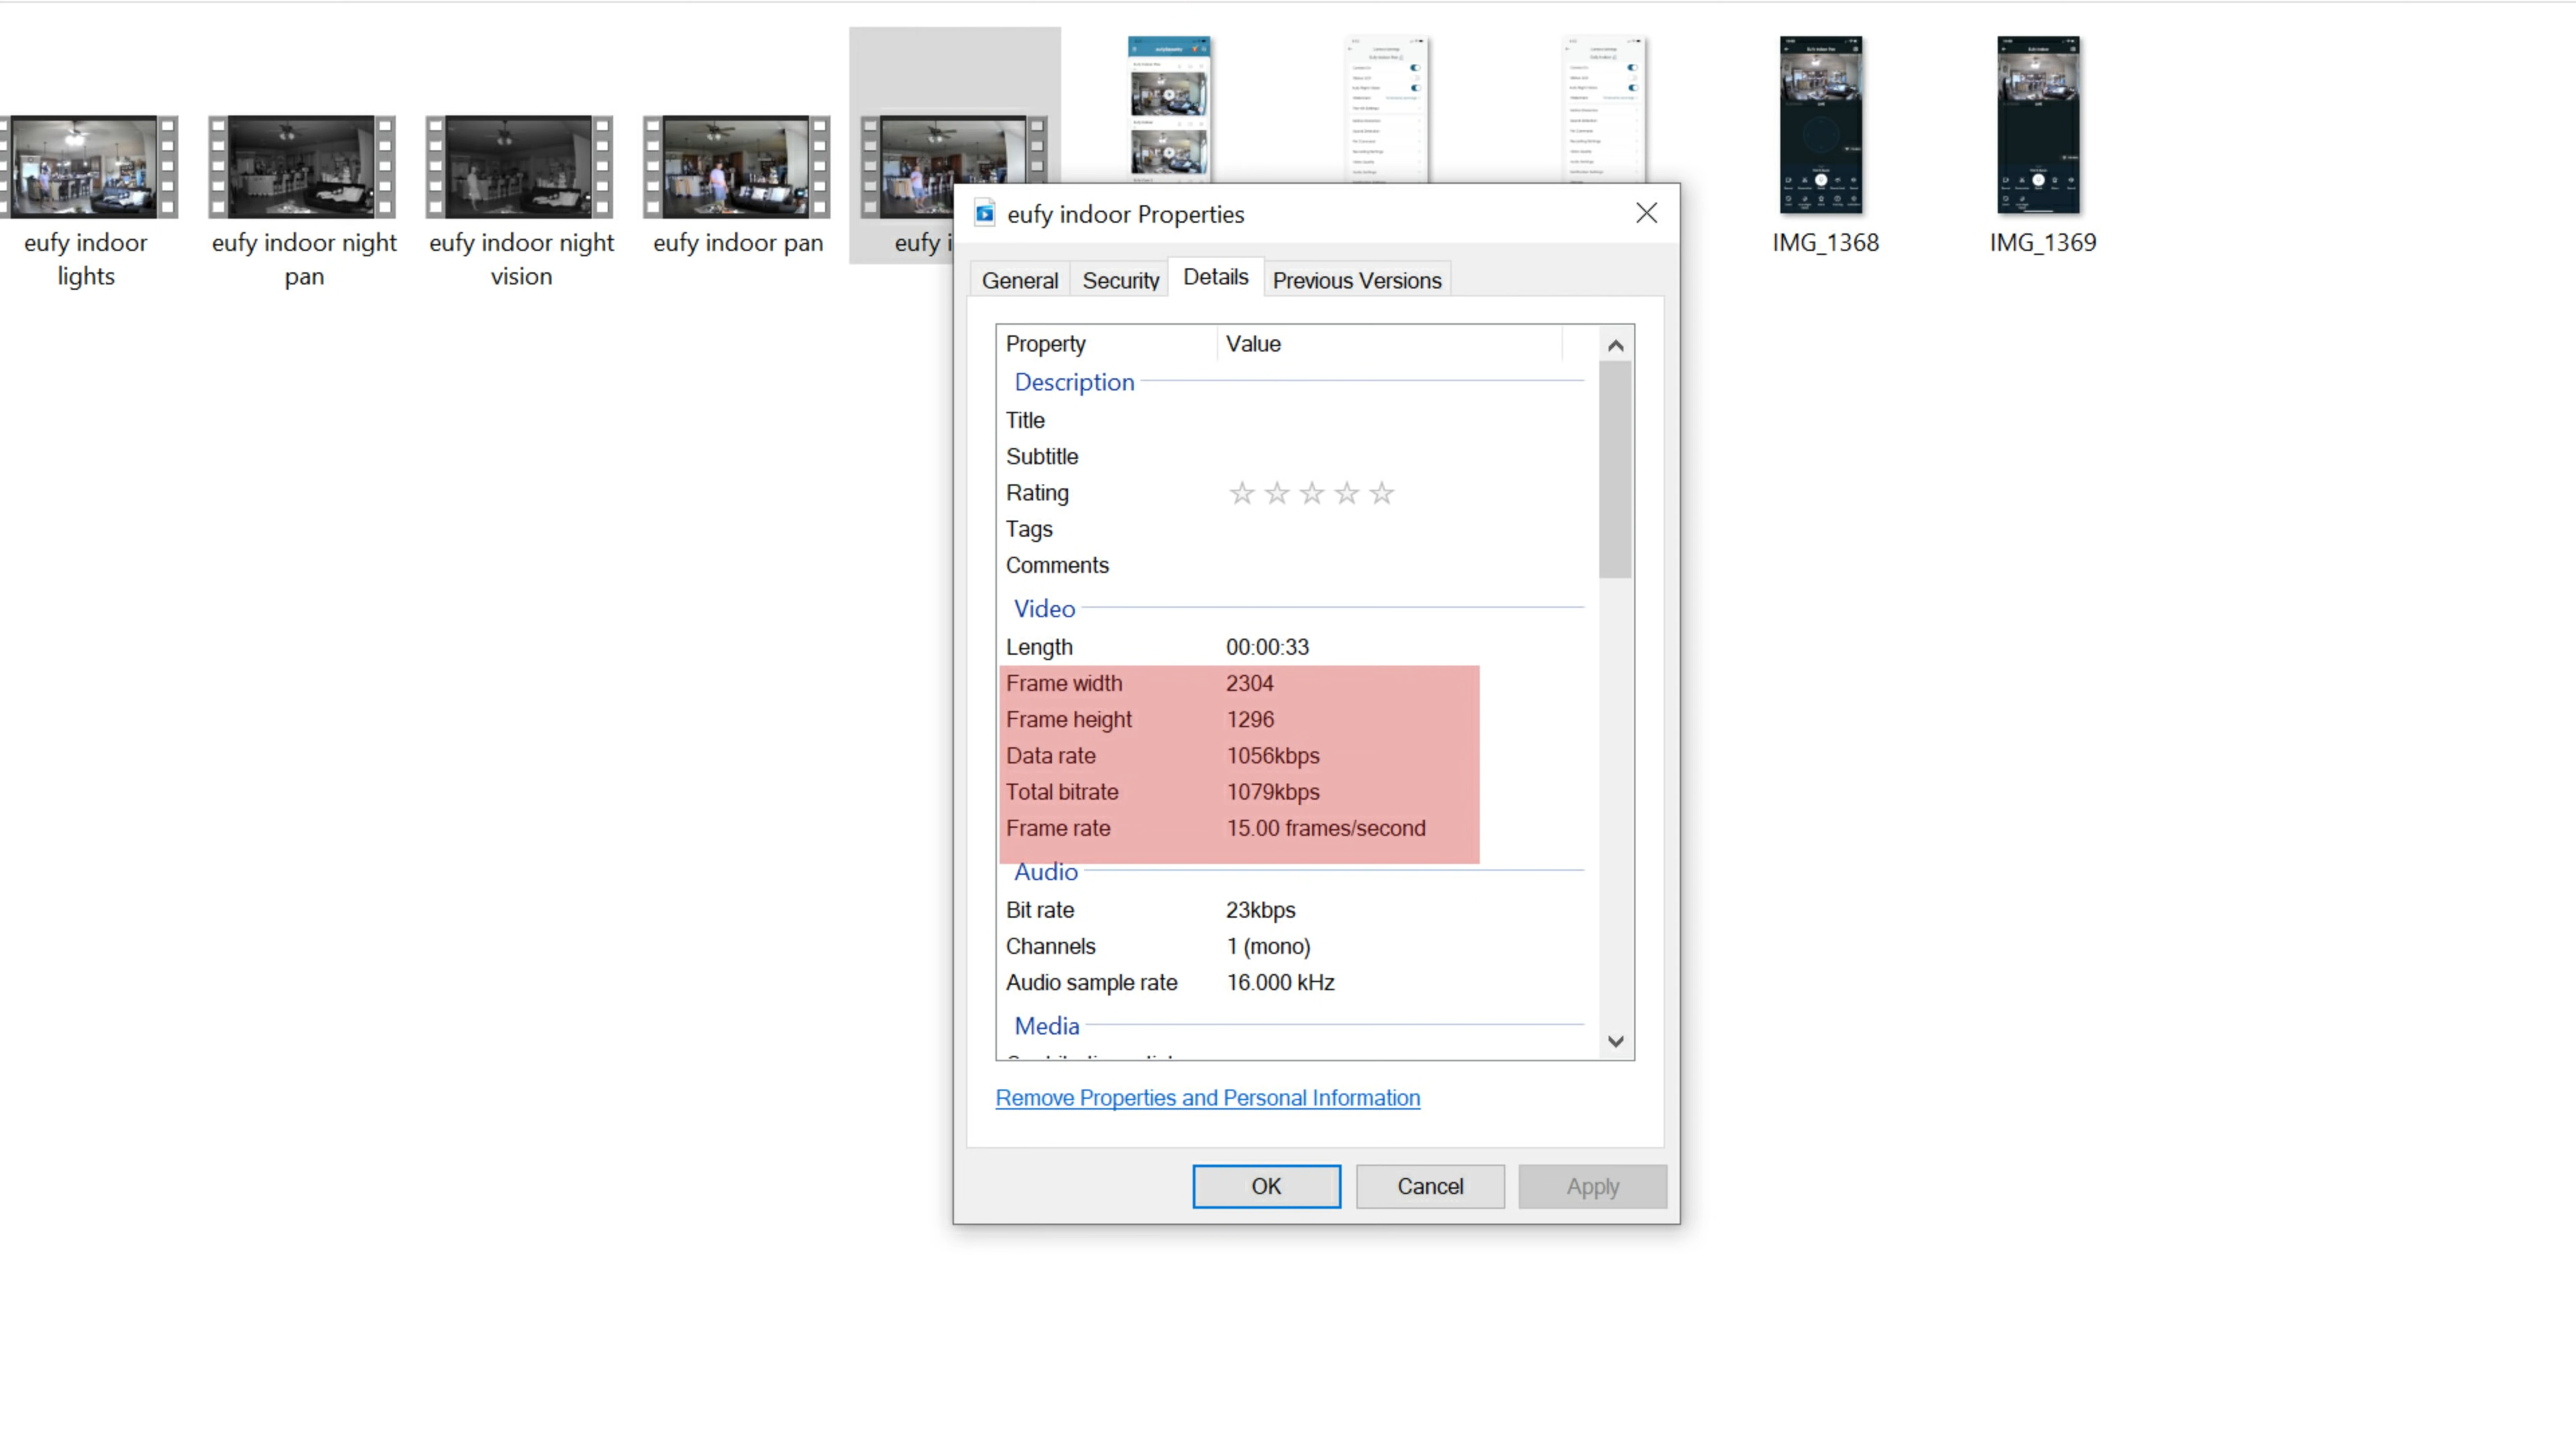 eufy indoor lights
eufy indoor night pan
eufy indoor night vision
eufy indoor pan
eufy i
IMG_1368
IMG_1369
eufy indoor Properties
General Security Details Previous Versions
Property Value
Description
Title
Subtitle
Rating ☆ ☆ ☆ ☆ ☆
Tags
Comments
Video
Length 00:00:33
Frame width 2304
Frame height 1296
Data rate 1056kbps
Total bitrate 1079kbps
Frame rate 15.00 frames/second
Audio
Bit rate 23kbps
Channels 1 (mono)
Audio sample rate 16.000 kHz
Media
Remove Properties and Personal Information
OK Cancel Apply